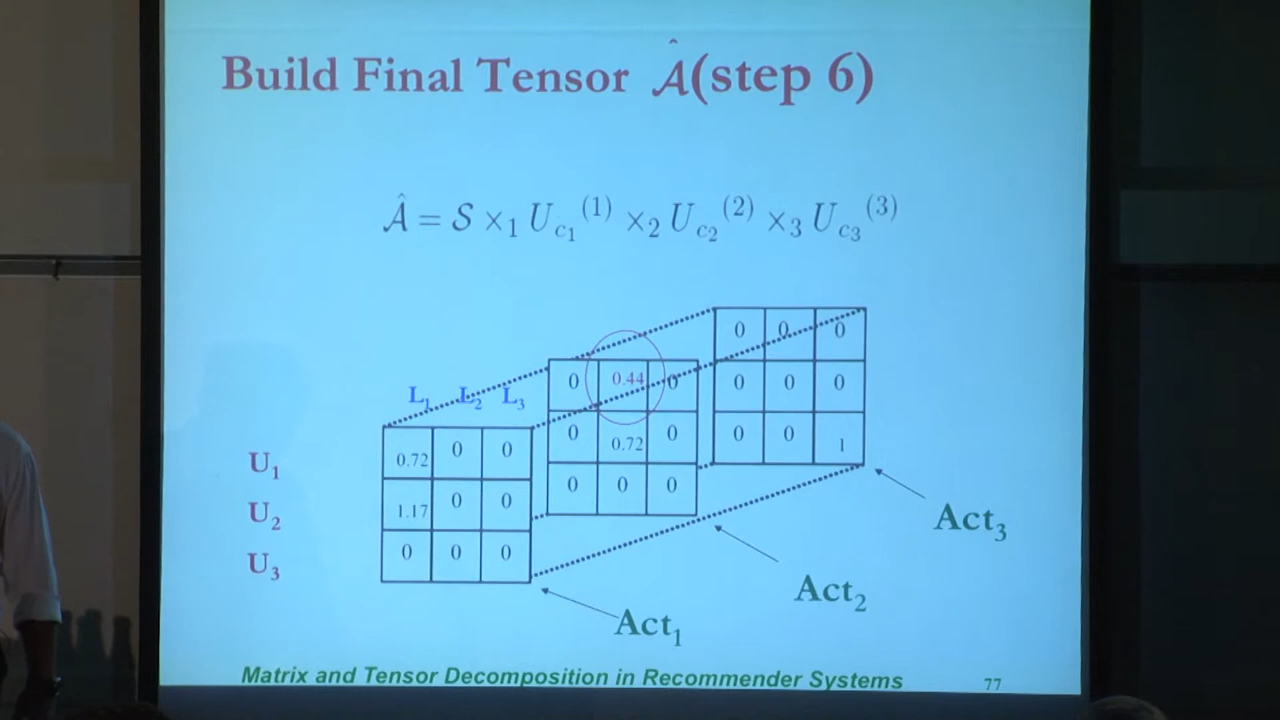 Build Final Tensor Â(step 6)
Â = S ×₁ U_c₁⁽¹⁾ ×₂ U_c₂⁽²⁾ ×₃ U_c₃⁽³⁾
L₁ L₂ L₃
U₁
U₂
U₃
0.72 0 0
1.17 0 0
0 0 0
Act₁
0 0.44 0
0 0.72 0
0 0 0
Act₂
0 0 0
0 0 0
0 0 1
Act₃
Matrix and Tensor Decomposition in Recommender Systems
77